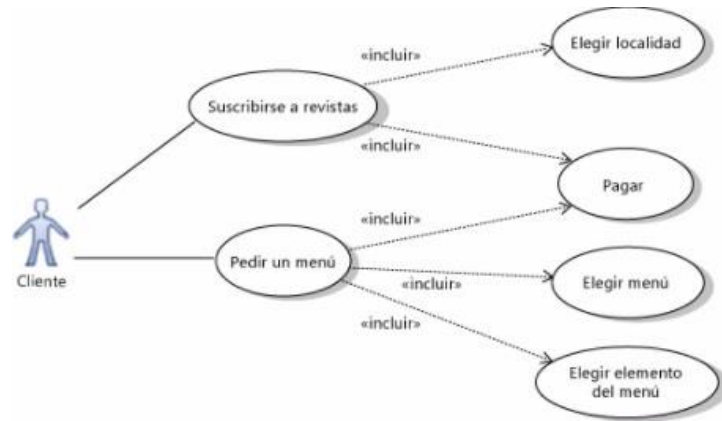 Elegir localidad
«incluir»
Suscribirse a revistas
«incluir»
Pagar
«incluir»
Pedir un menú
Cliente
«incluir»
Elegir menú
«incluir»
Elegir elemento
del menú